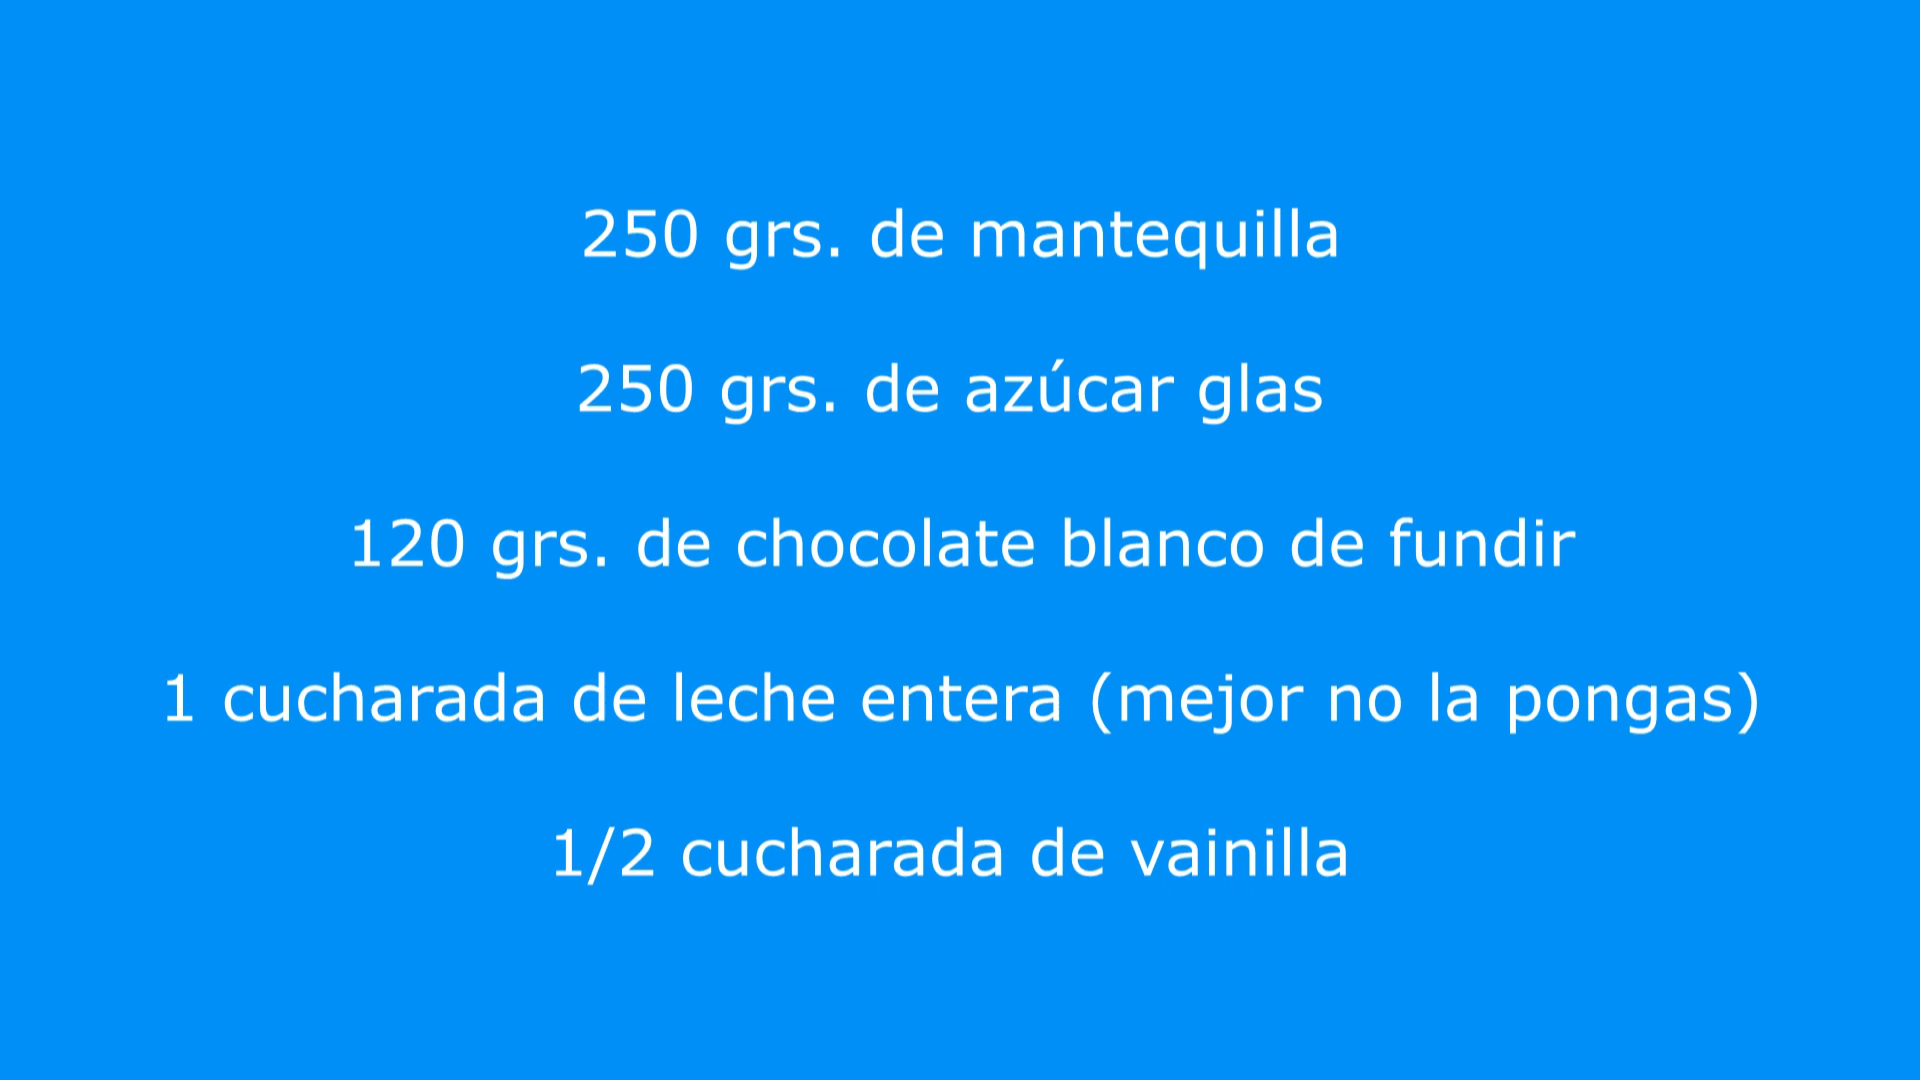 250 grs. de mantequilla
250 grs. de azúcar glas
120 grs. de chocolate blanco de fundir
1 cucharada de leche entera (mejor no la pongas)
1/2 cucharada de vainilla